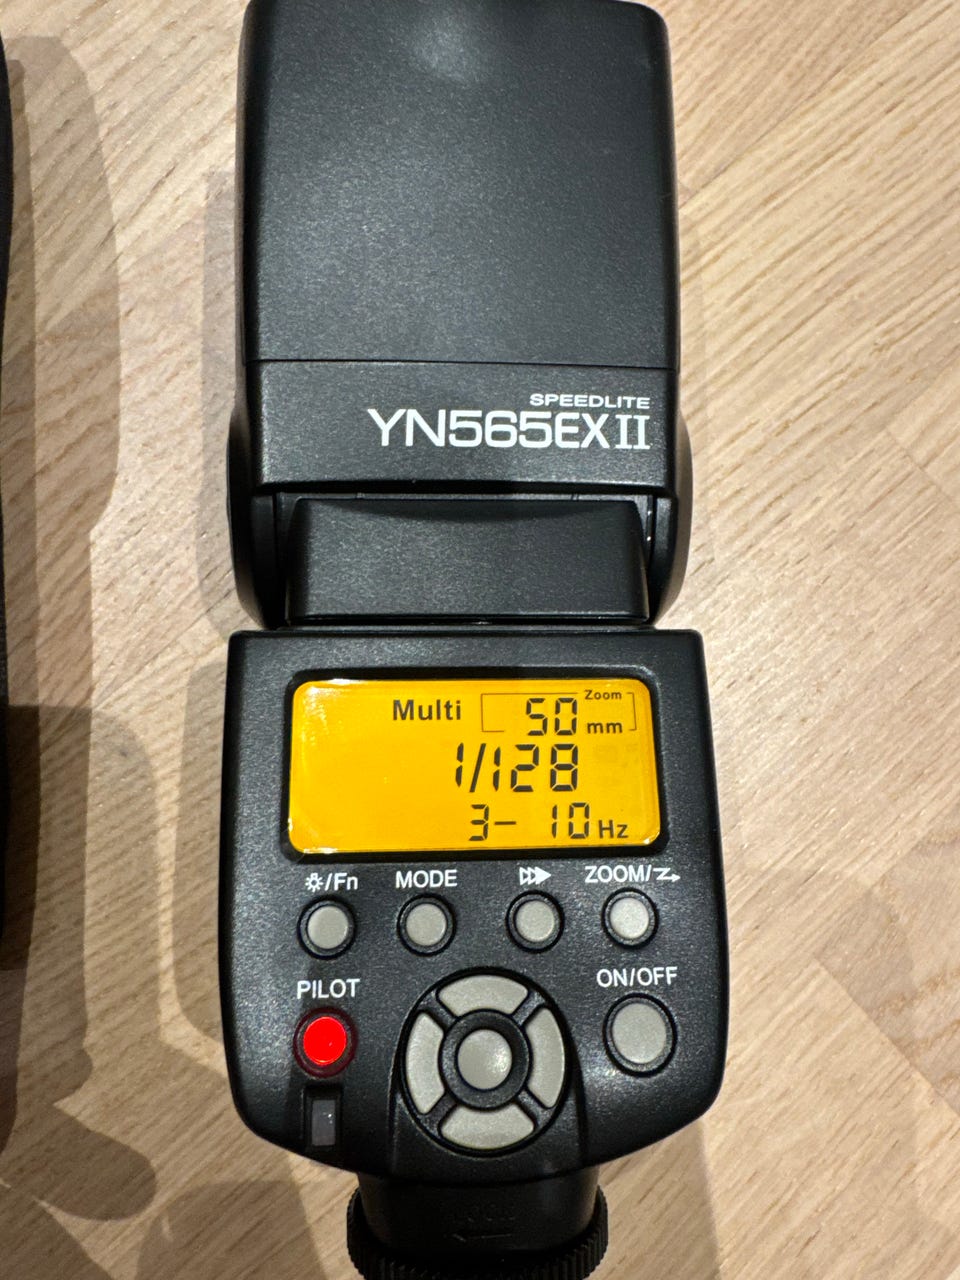 SPEEDLITE
YN565EX II
Multi Zoom 50 mm
1/128
3– 10 Hz
/Fn MODE ZOOM/
PILOT ON/OFF